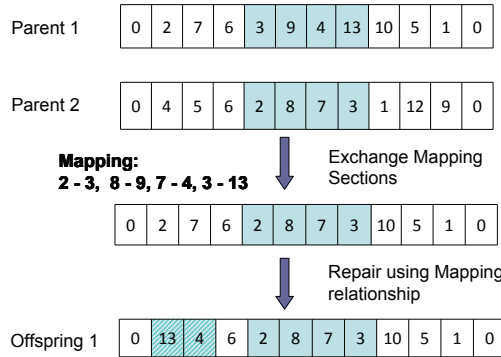 Parent 1 0 2 7 6 3 9 4 13 10 5 1 0
Parent 2 0 4 5 6 2 8 7 3 1 12 9 0
Mapping:
2 - 3, 8 - 9, 7 - 4, 3 - 13
Exchange Mapping
Sections
0 2 7 6 2 8 7 3 10 5 1 0
Repair using Mapping
relationship
Offspring 1 0 13 4 6 2 8 7 3 10 5 1 0